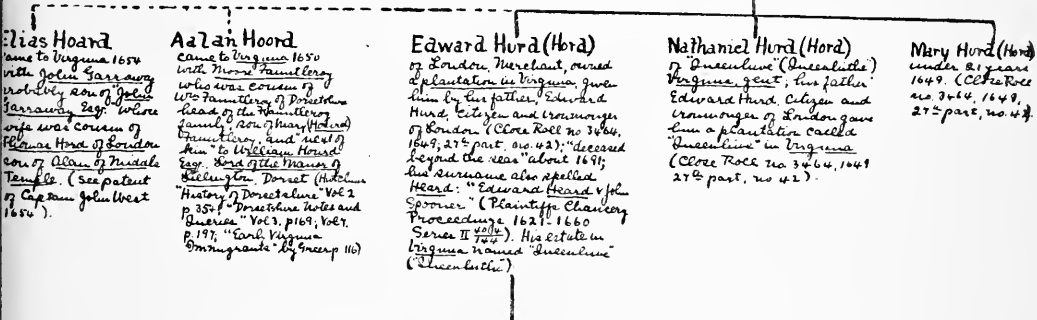 Elias Hoard
came to Virginia 1654
with John Garraway
probably son of "John
Garraway Esqr." whose
wife was cousin of
Thomas Hord of London
son of Alan of Middle
Temple. (See patent
of Captain John West
1654).
Aalan Hoord
came to Virginia 1650
with Moore Fauntleroy
who was cousin of
Wm Fauntleroy of Dorsetshire
head of the Fauntleroy
family, son of Mary (Hourd)
Fauntleroy, and "next of
kin" to William Hourd
Esq. Lord of the Manor of
Dorset (Hutchins
"History of Dorsetshire" Vol 2
p. 354; "Dorsetshire Notes and
Queries" Vol 3, p169; Vol 4,
p. 197; "Early Virginia
Immigrants" by Greer p 116)
Edward Hurd (Hord)
of London, Merchant, owned
a plantation in Virginia given
him by his father, Edward
Hurd, Citizen and ironmonger
of London (Close Roll no 3464,
1649; 27th part, no. 42); "deceased
beyond the seas" about 1691;
his surname also spelled
Heard: "Edward Heard v John
Spooner" (Plaintiffs Chancery
Proceedings 1621-1660
Series II 404/144). His estate in
Virginia named "Queenhive"
("Queenhithe")
Nathaniel Hurd (Hord)
of "Queenhive" (Queenhithe)
Virginia, gent; his father
Edward Hurd, Citizen and
ironmonger of London gave
him a plantation called
"Queenhive" in Virginia
(Close Rock no 3464, 1649
27th part, no 42).
Mary Hurd (Hord)
under 21 years
1649. (Close Roll
no. 3464, 1649,
27th part, no. 42.